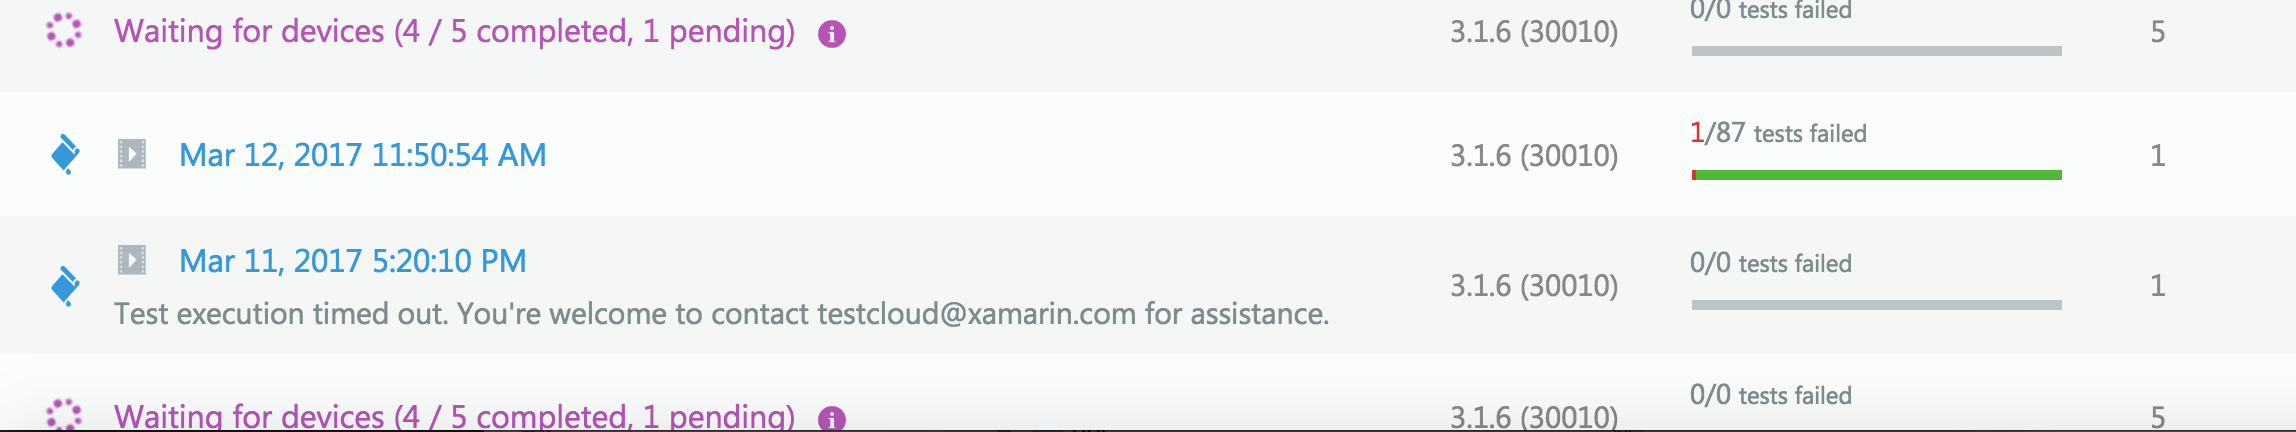 0/0 tests failed
Waiting for devices (4 / 5 completed, 1 pending) 3.1.6 (30010) 5
1/87 tests failed
Mar 12, 2017 11:50:54 AM 3.1.6 (30010) 1
Mar 11, 2017 5:20:10 PM
0/0 tests failed
3.1.6 (30010) 1
Test execution timed out. You're welcome to contact testcloud@xamarin.com for assistance.
0/0 tests failed
Waiting for devices (4 / 5 completed, 1 pending) 3.1.6 (30010) 5